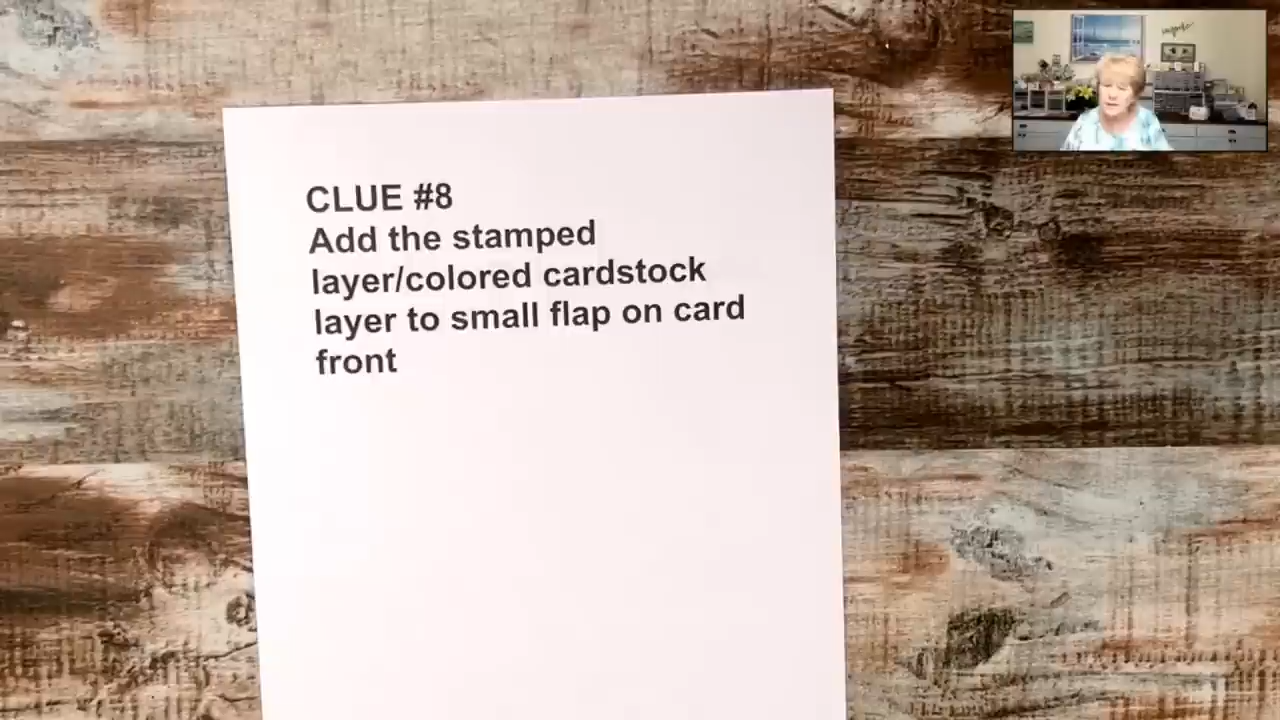 CLUE #8
Add the stamped
layer/colored cardstock
layer to small flap on card
front